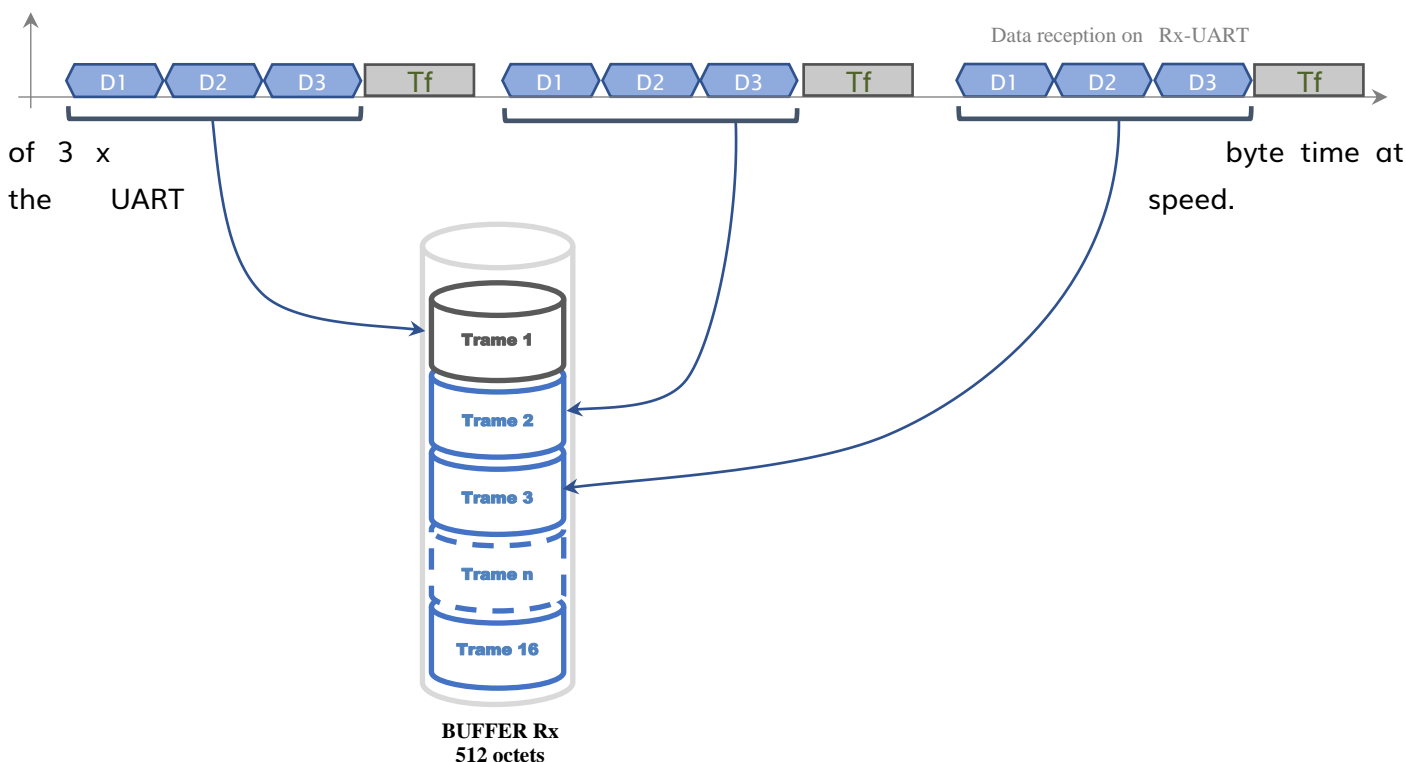 Data reception on Rx-UART
D1 D2 D3 Tf D1 D2 D3 Tf D1 D2 D3 Tf
of 3 x byte time at
the UART speed.
Trame 1
Trame 2
Trame 3
Trame n
Trame 16
BUFFER Rx
512 octets